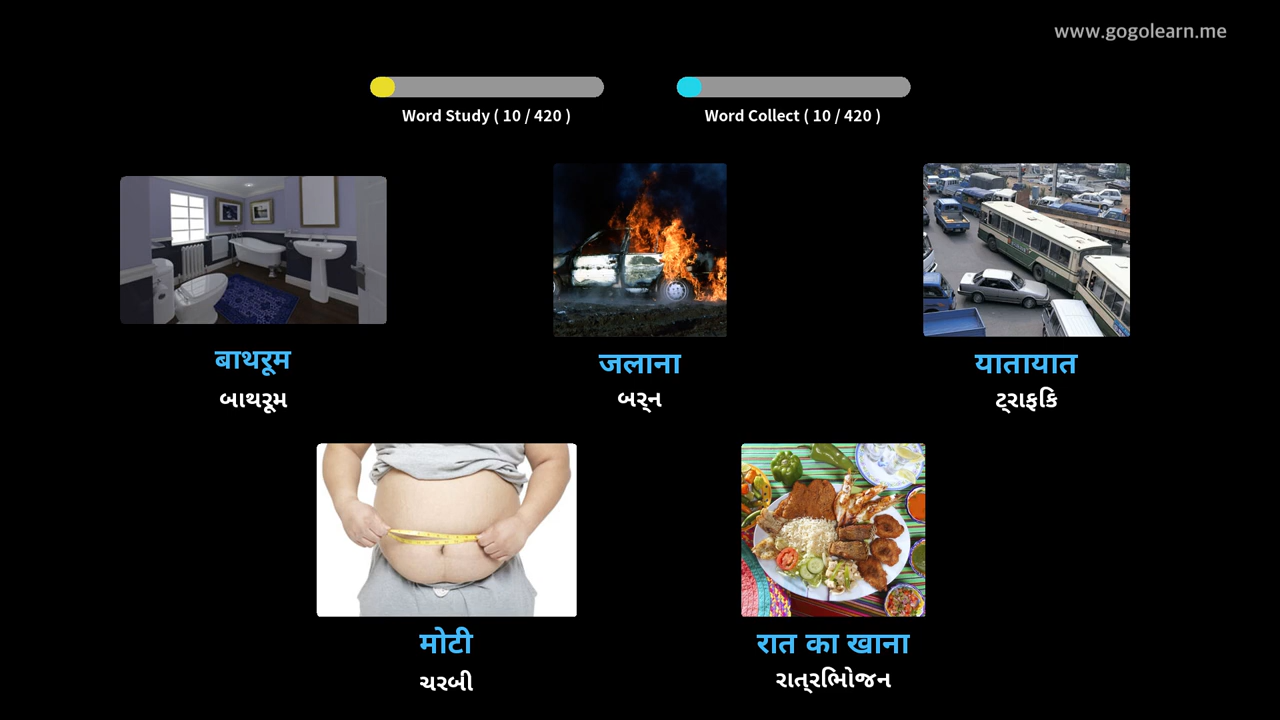 www.gogolearn.me
Word Study ( 10 / 420 )
Word Collect ( 10 / 420 )
बाथरूम
બાથરૂમ
जलाना
બર્ન
यातायात
ટ્રાફિક
मोटी
ચરબી
रात का खाना
રાત્રિભોજન